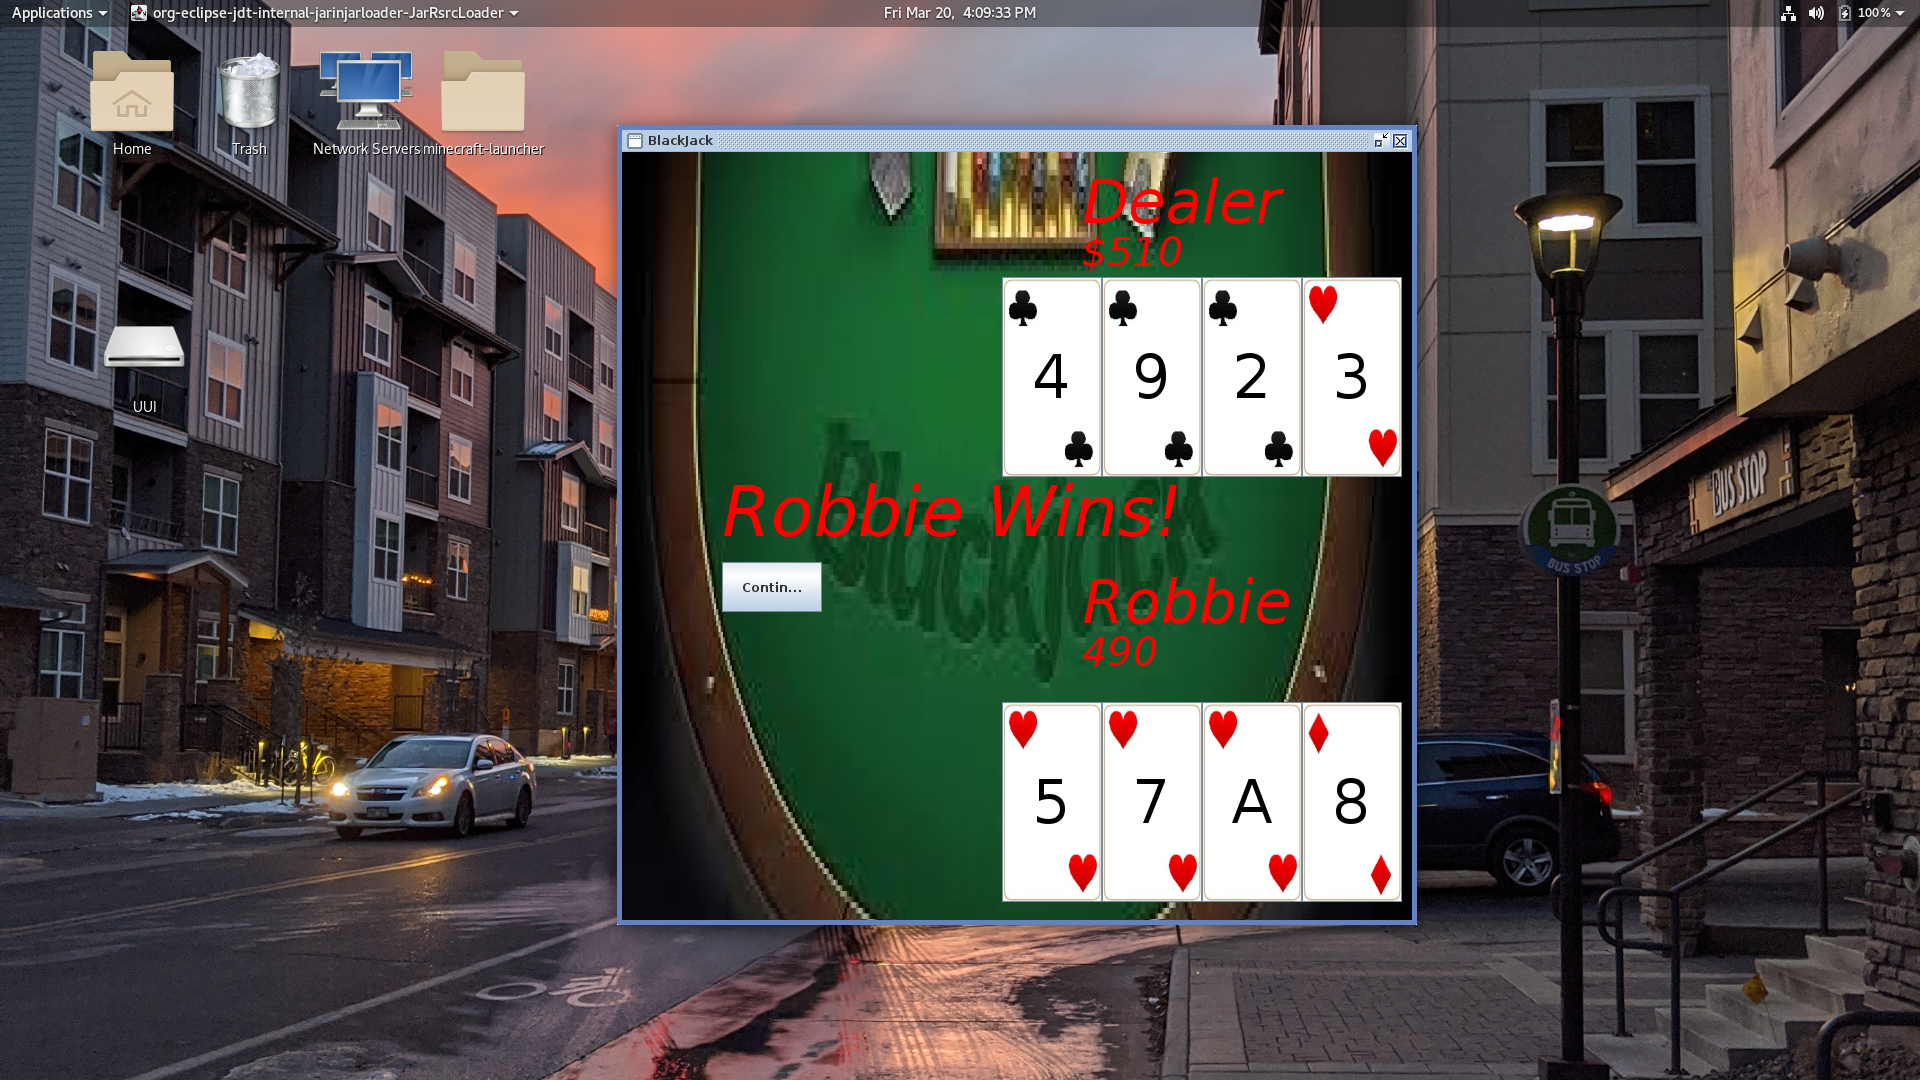 Applications
org-eclipse-jdt-internal-jarinjarloader-JarRsrcLoader
Fri Mar 20, 4:09:33 PM
100%
Home
Trash
Network Servers
minecraft-launcher
UUI
BlackJack
Dealer
$510
4
9
2
3
Blackjack
Robbie Wins!
Contin...
Robbie
490
5
7
A
8
BUS STOP
BUS STOP